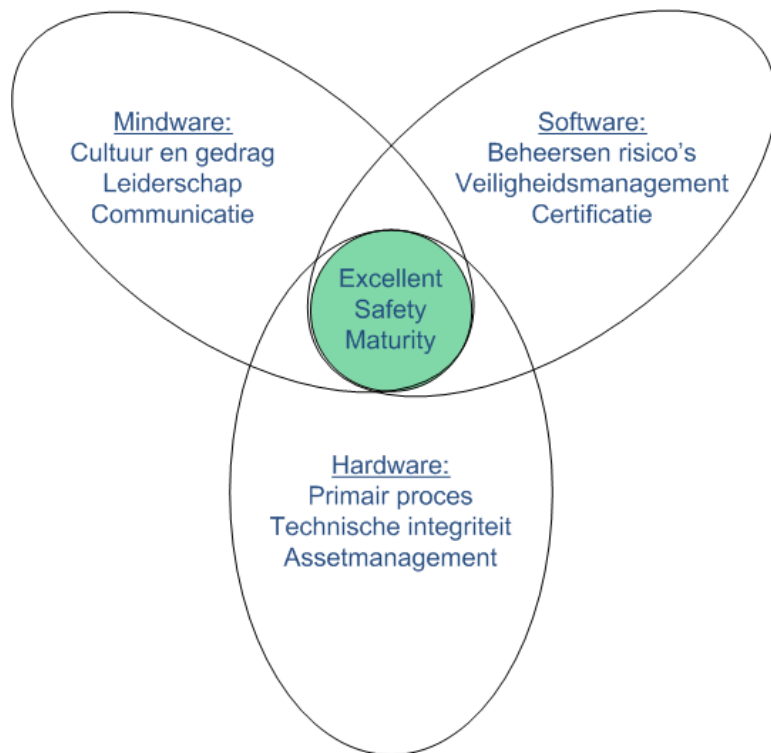 Mindware:
Cultuur en gedrag
Leiderschap
Communicatie
Software:
Beheersen risico's
Veiligheidsmanagement
Certificatie
Excellent
Safety
Maturity
Hardware:
Primair proces
Technische integriteit
Assetmanagement